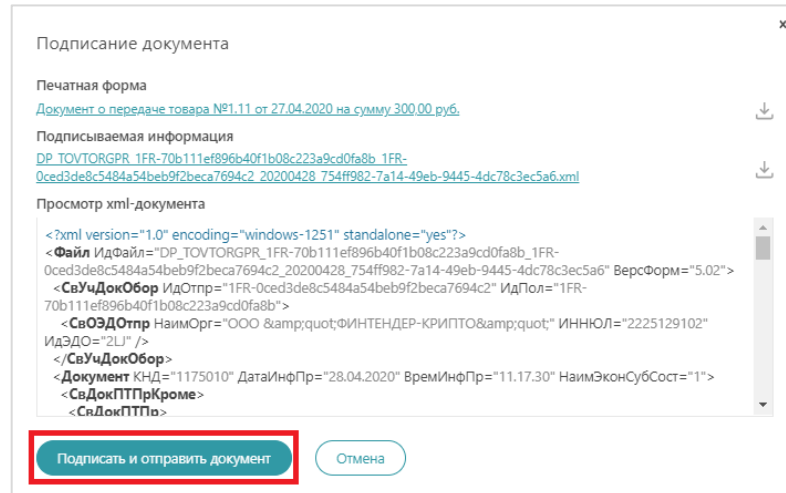 x
Подписание документа
Печатная форма
Документ о передаче товара №1.11 от 27.04.2020 на сумму 300,00 руб.
Подписываемая информация
DP_TOVTORGPR_1FR-70b111ef896b40f1b08c223a9cd0fa8b_1FR-
0ced3de8c5484a54beb9f2beca7694c2_20200428_754ff982-7a14-49eb-9445-4dc78c3ec5a6.xml
Просмотр xml-документа
<?xml version="1.0" encoding="windows-1251" standalone="yes"?>
<Файл ИдФайл="DP_TOVTORGPR_1FR-70b111ef896b40f1b08c223a9cd0fa8b_1FR-
0ced3de8c5484a54beb9f2beca7694c2_20200428_754ff982-7a14-49eb-9445-4dc78c3ec5a6" ВерсФорм="5.02">
<СвУчДокОбор ИдОтпр="1FR-0ced3de8c5484a54beb9f2beca7694c2" ИдПол="1FR-
70b111ef896b40f1b08c223a9cd0fa8b">
<СвОЭДОтпр НаимОрг="ООО &amp;quot;ФИНТЕНДЕР-КРИПТО&amp;quot;" ИННЮЛ="2225129102"
ИдЭДО="2LJ" />
</СвУчДокОбор>
<Документ КНД="1175010" ДатаИнфПр="28.04.2020" ВремИнфПр="11.17.30" НаимЭконСубСост="1">
<СвДокПТПрКроме>
<СвДокПТПр>
Подписать и отправить документ
Отмена